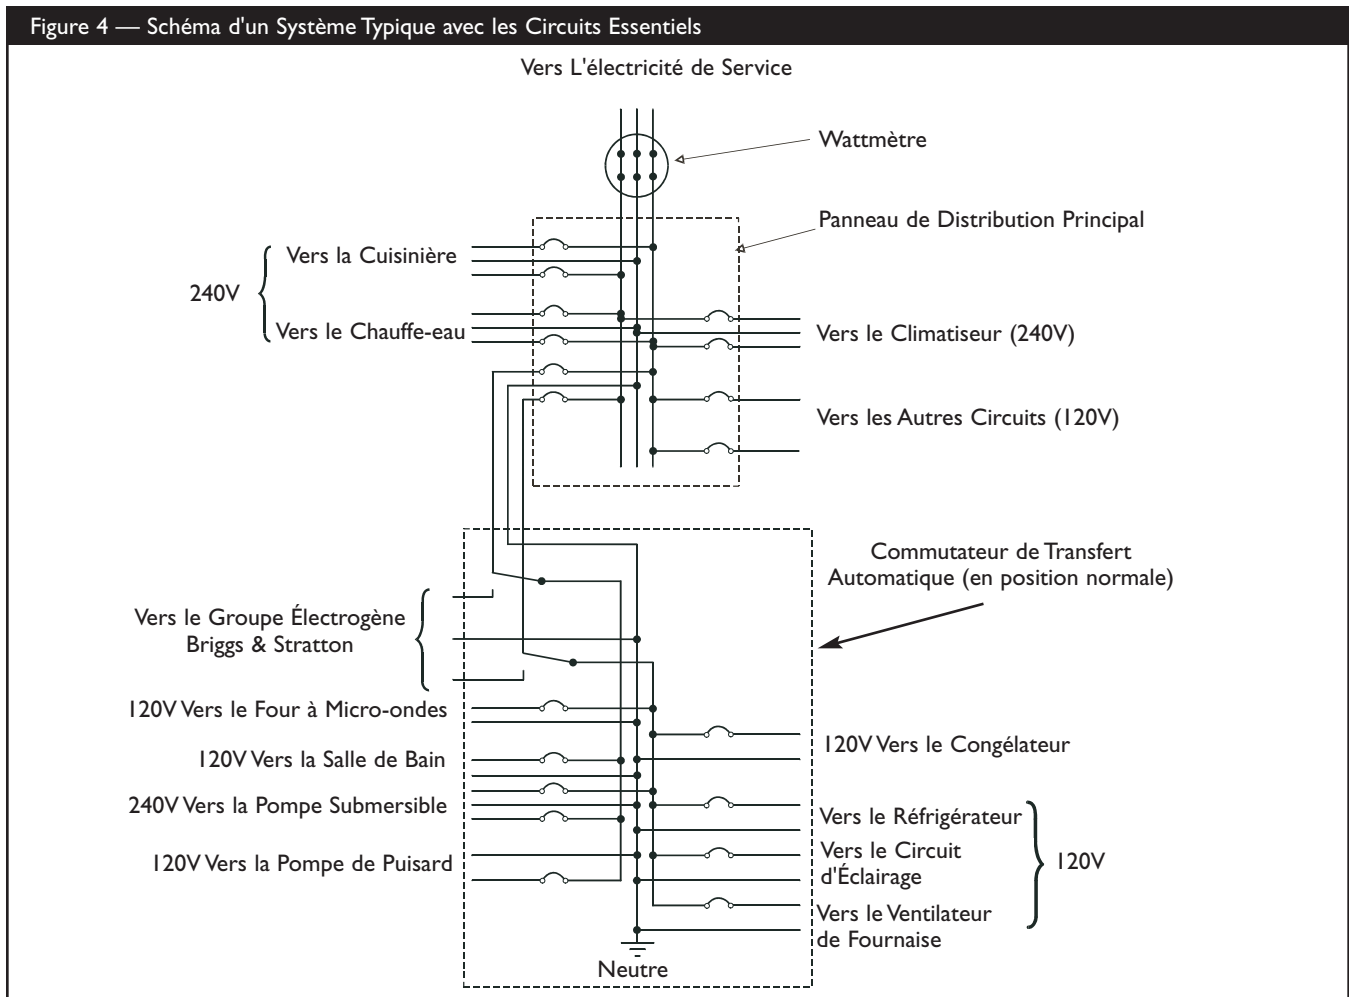 Figure 4 — Schéma d'un Système Typique avec les Circuits Essentiels
Vers L'électricité de Service
Wattmètre
Panneau de Distribution Principal
Vers la Cuisinière
240V
Vers le Chauffe-eau
Vers le Climatiseur (240V)
Vers les Autres Circuits (120V)
Commutateur de Transfert
Automatique (en position normale)
Vers le Groupe Électrogène
Briggs & Stratton
120V Vers le Four à Micro-ondes
120V Vers la Salle de Bain
240V Vers la Pompe Submersible
120V Vers la Pompe de Puisard
120V Vers le Congélateur
Vers le Réfrigérateur
Vers le Circuit
d'Éclairage
120V
Vers le Ventilateur
de Fournaise
Neutre